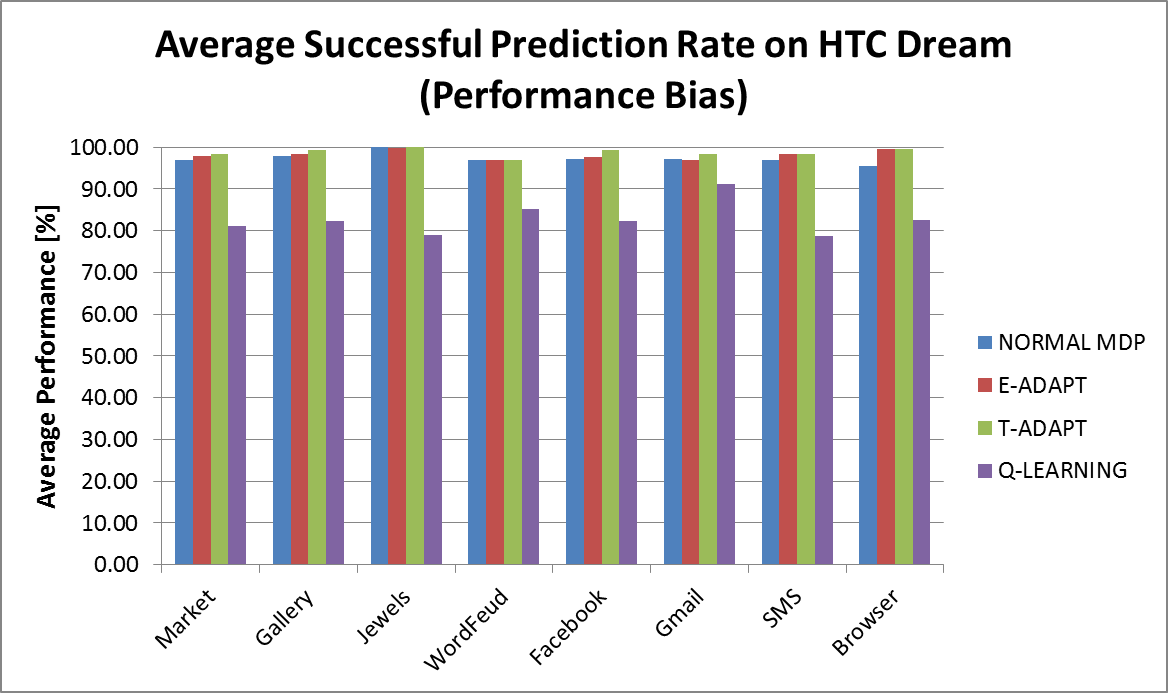 Average Successful Prediction Rate on HTC Dream
(Performance Bias)
Average Performance [%]
100.00
90.00
80.00
70.00
60.00
50.00
40.00
30.00
20.00
10.00
0.00
Market
Gallery
Jewels
WordFeud
Facebook
Gmail
SMS
Browser
NORMAL MDP
E-ADAPT
T-ADAPT
Q-LEARNING